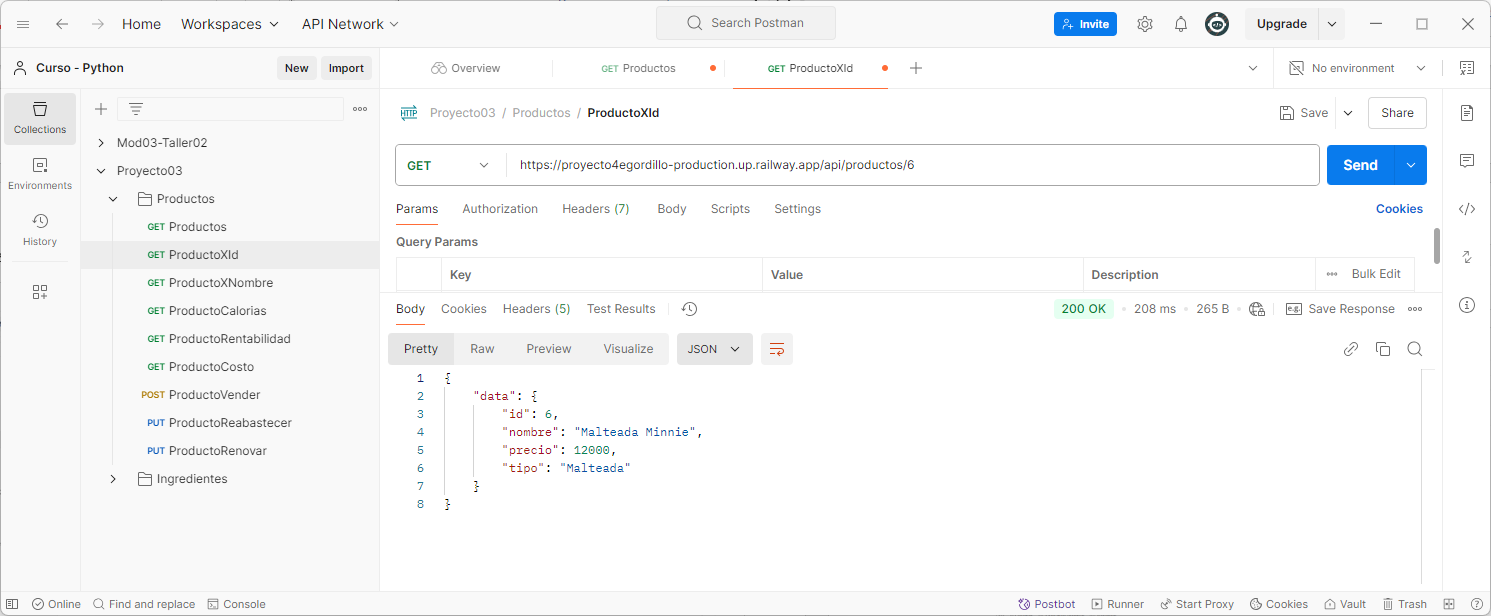 Home Workspaces API Network Search Postman Invite Upgrade
Curso - Python New Import Overview GET Productos GET ProductoXId No environment
Collections
Environments
History
Mod03-Taller02
Proyecto03
Productos
GET Productos
GET ProductoXId
GET ProductoXNombre
GET ProductoCalorias
GET ProductoRentabilidad
GET ProductoCosto
POST ProductoVender
PUT ProductoReabastecer
PUT ProductoRenovar
Ingredientes
HTTP Proyecto03 / Productos / ProductoXId Save Share
GET https://proyecto4egordillo-production.up.railway.app/api/productos/6 Send
Params Authorization Headers (7) Body Scripts Settings Cookies
Query Params
Key Value Description Bulk Edit
Body Cookies Headers (5) Test Results 200 OK • 208 ms • 265 B • e.g. Save Response
Pretty Raw Preview Visualize JSON
1 {
2 "data": {
3 "id": 6,
4 "nombre": "Malteada Minnie",
5 "precio": 12000,
6 "tipo": "Malteada"
7 }
8 }
Online Find and replace Console Postbot Runner Start Proxy Cookies Vault Trash